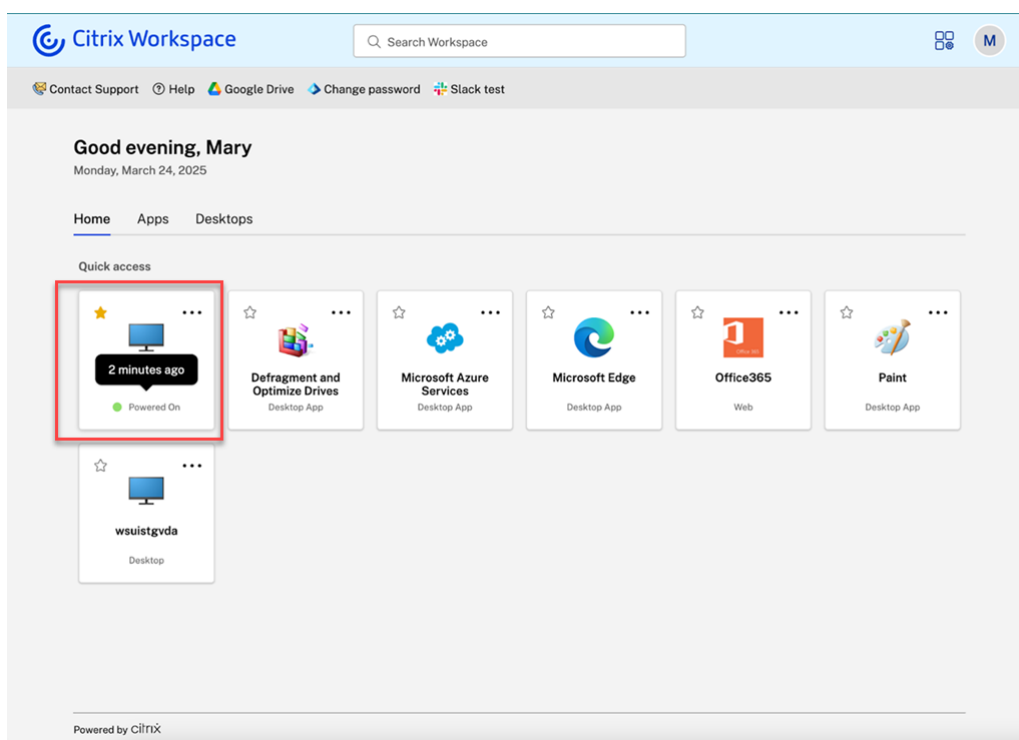 Citrix Workspace
Search Workspace
M
Contact Support Help Google Drive Change password Slack test
Good evening, Mary
Monday, March 24, 2025
Home Apps Desktops
Quick access
2 minutes ago
Powered On
Defragment and
Optimize Drives
Desktop App
Microsoft Azure
Services
Desktop App
Microsoft Edge
Desktop App
Office 365
Office365
Web
Paint
Desktop App
wsuistgvda
Desktop
Powered by citrix